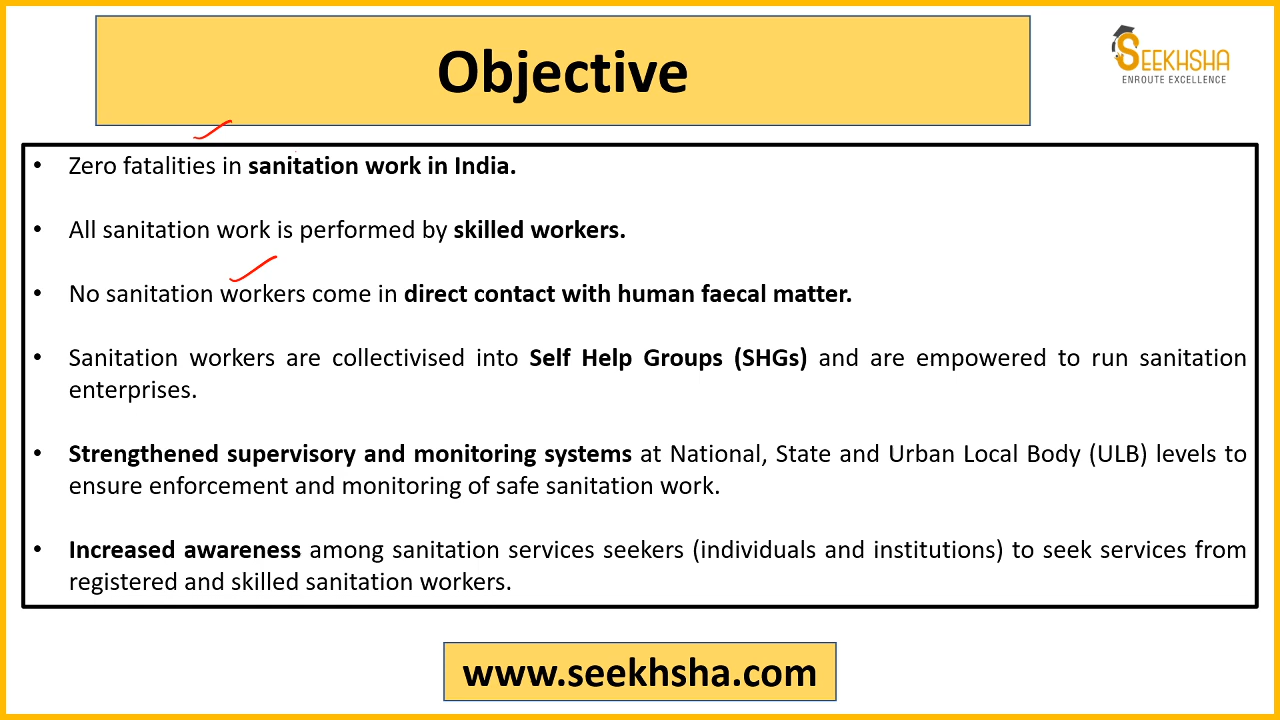 Objective
SEEKHSHA
ENROUTE EXCELLENCE
• Zero fatalities in sanitation work in India.
• All sanitation work is performed by skilled workers.
• No sanitation workers come in direct contact with human faecal matter.
• Sanitation workers are collectivised into Self Help Groups (SHGs) and are empowered to run sanitation
enterprises.
• Strengthened supervisory and monitoring systems at National, State and Urban Local Body (ULB) levels to
ensure enforcement and monitoring of safe sanitation work.
• Increased awareness among sanitation services seekers (individuals and institutions) to seek services from
registered and skilled sanitation workers.
www.seekhsha.com